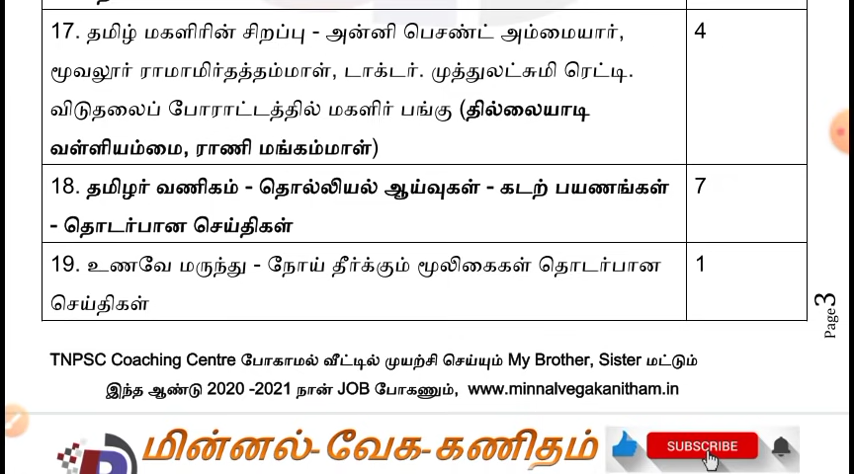 17. தமிழ் மகளிரின் சிறப்பு - அன்னி பெசண்ட் அம்மையார், 4
மூவலூர் ராமாமிர்தத்தம்மாள், டாக்டர். முத்துலட்சுமி ரெட்டி.
விடுதலைப் போராட்டத்தில் மகளிர் பங்கு (தில்லையாடி
வள்ளியம்மை, ராணி மங்கம்மாள்)
18. தமிழர் வணிகம் - தொல்லியல் ஆய்வுகள் - கடற் பயணங்கள் 7
- தொடர்பான செய்திகள்
19. உணவே மருந்து - நோய் தீர்க்கும் மூலிகைகள் தொடர்பான 1
செய்திகள்
Page3
TNPSC Coaching Centre போகாமல் வீட்டில் முயற்சி செய்யும் My Brother, Sister மட்டும்
இந்த ஆண்டு 2020 -2021 நான் JOB போகணும், www.minnalvegakanitham.in
மின்னல்-வேக-கணிதம்
SUBSCRIBE